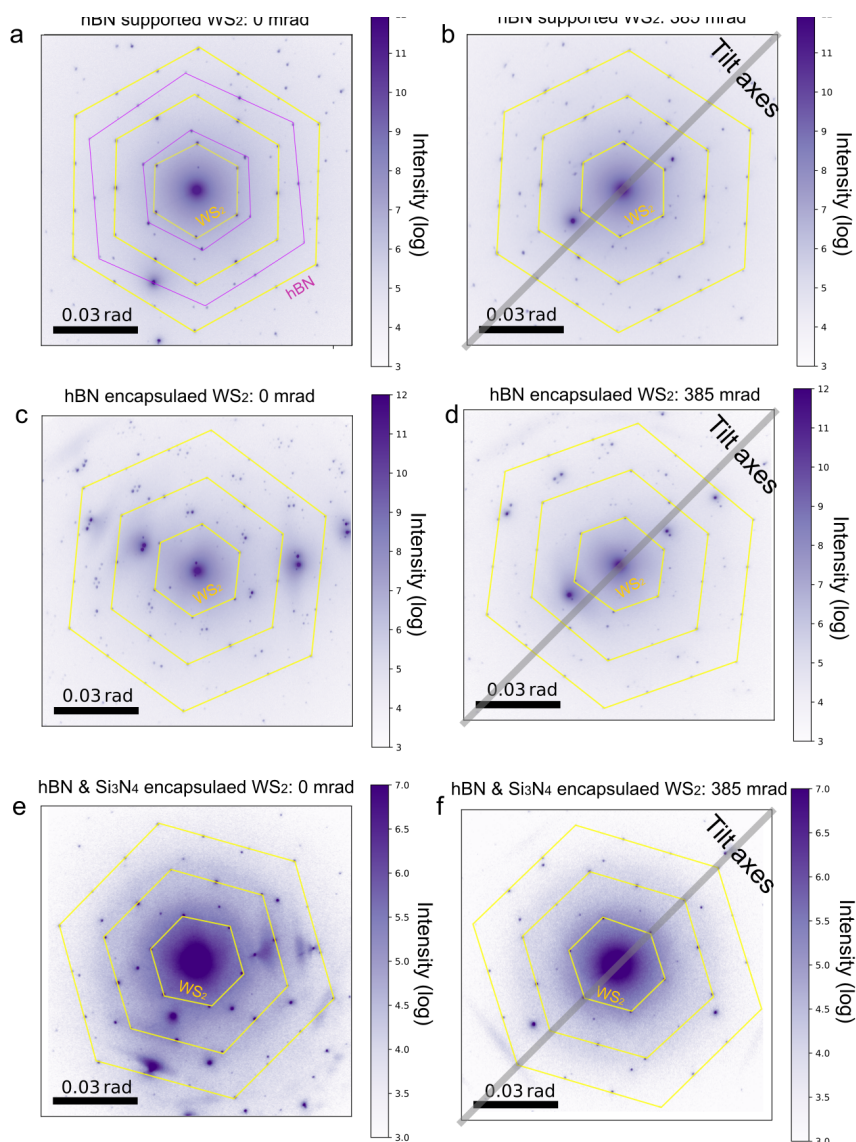 hBN supported WS₂: 0 mrad
hBN supported WS₂: 385 mrad
a
12
11
10
9
8
7
6
5
4
3
Intensity (log)
WS₂
hBN
0.03 rad
b
Tilt axes
12
11
10
9
8
7
6
5
4
3
Intensity (log)
WS₂
0.03 rad
c
hBN encapsulaed WS₂: 0 mrad
12
11
10
9
8
7
6
5
4
3
Intensity (log)
WS₂
0.03 rad
d
hBN encapsulaed WS₂: 385 mrad
Tilt axes
12
11
10
9
8
7
6
5
4
3
Intensity (log)
WS₂
0.03 rad
e
hBN & Si₃N₄ encapsulaed WS₂: 0 mrad
7.0
6.5
6.0
5.5
5.0
4.5
4.0
3.5
3.0
Intensity (log)
WS₂
0.03 rad
f
hBN & Si₃N₄ encapsulaed WS₂: 385 mrad
Tilt axes
7.0
6.5
6.0
5.5
5.0
4.5
4.0
3.5
3.0
Intensity (log)
WS₂
0.03 rad